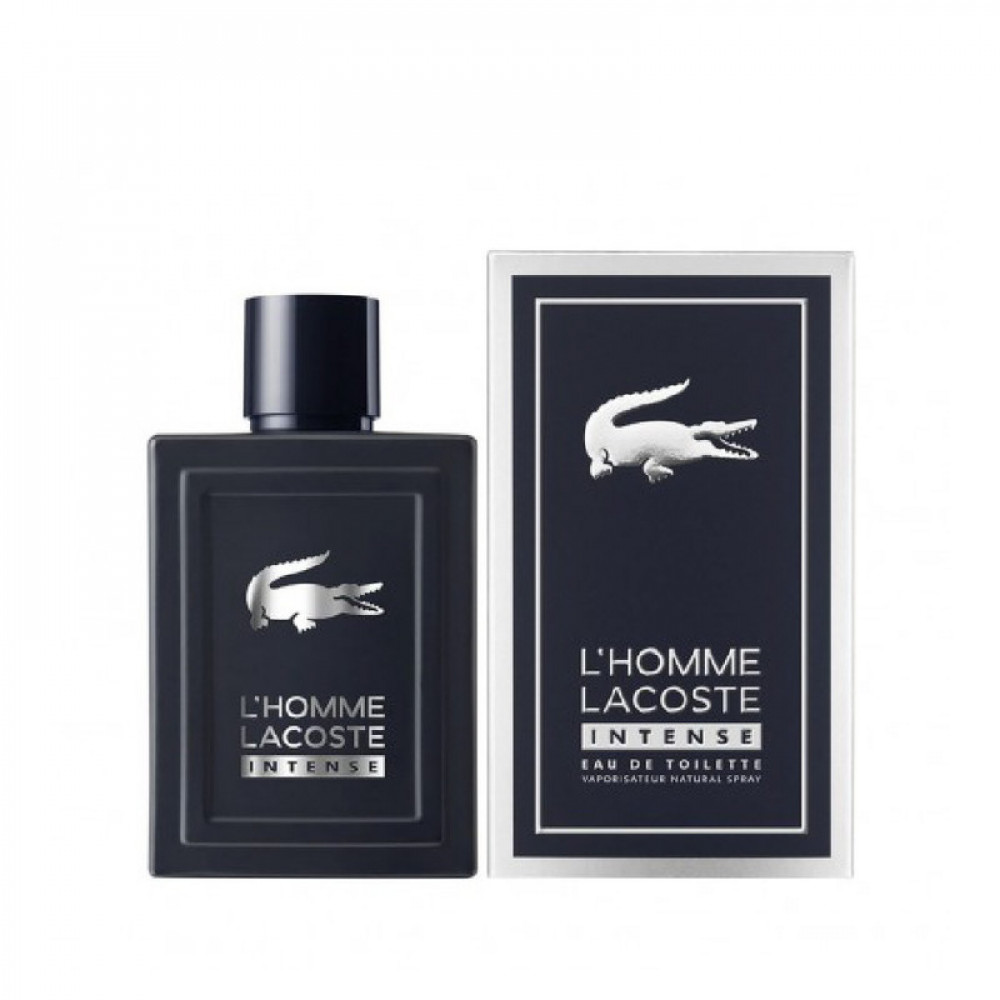 L'HOMME
LACOSTE
INTENSE
L'HOMME
LACOSTE
INTENSE
EAU DE TOILETTE
VAPORISATEUR NATURAL SPRAY